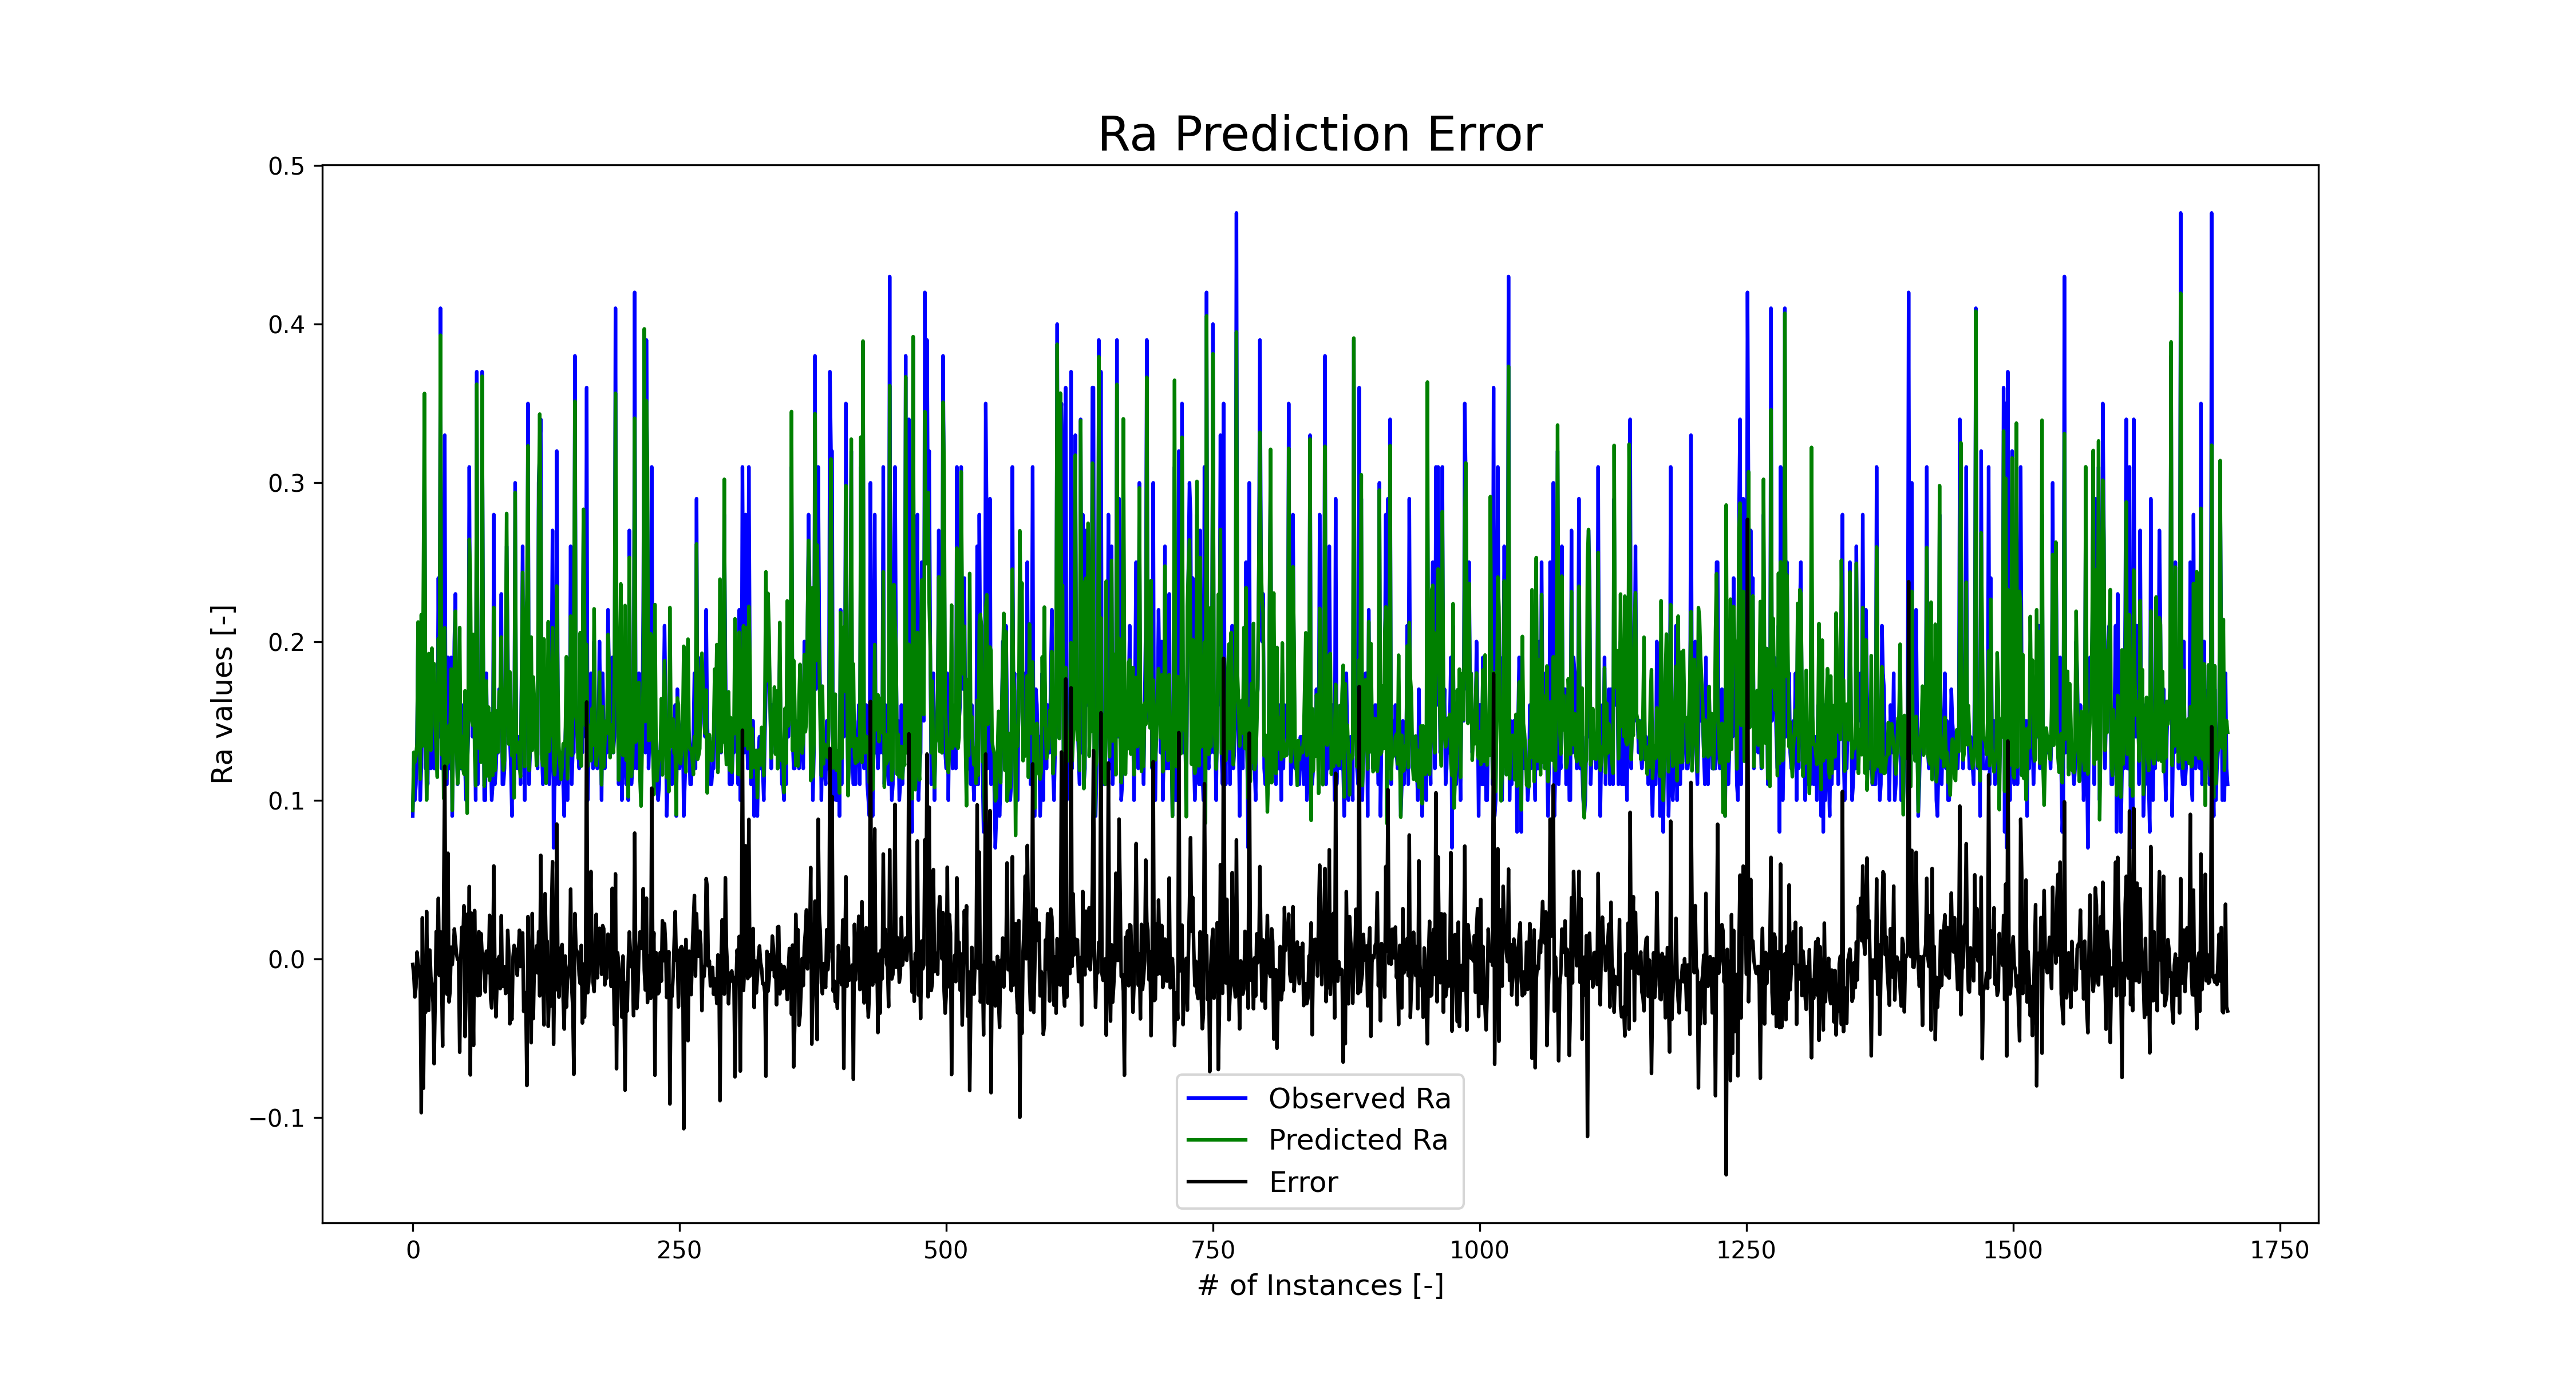 Ra Prediction Error
0.5
0.4
0.3
0.2
0.1
0.0
−0.1
Ra values [-]
Observed Ra
Predicted Ra
Error
0 250 500 750 1000 1250 1500 1750
# of Instances [-]